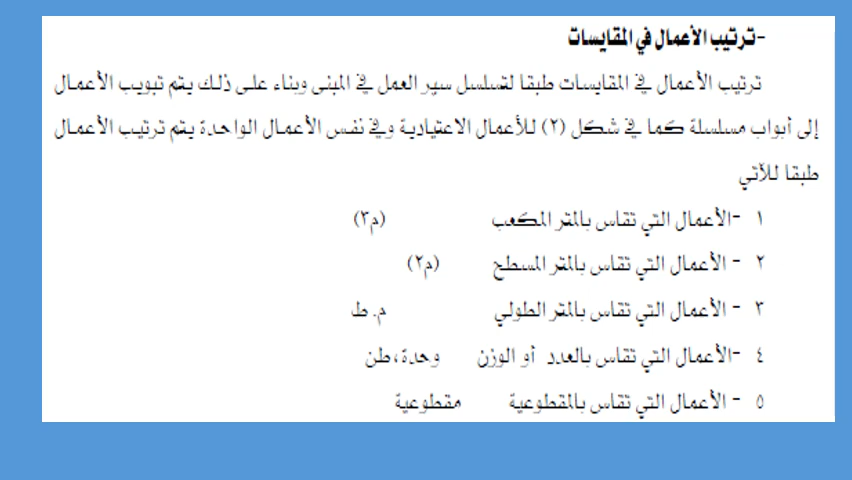 -ترتيب الأعمال في المقايسات
ترتيب الأعمال في المقايسات طبقا لتسلسل سير العمل في المبنى وبناء على ذلك يتم تبويب الأعمال
إلى أبواب مسلسلة كما في شكل (٢) للأعمال الاعتيادية وفي نفس الأعمال الواحدة يتم ترتيب الأعمال
طبقا للآتي
١ -الأعمال التي تقاس بالمتر المكعب (م٣)
٢ - الأعمال التي تقاس بالمتر المسطح (م٢)
٣ - الأعمال التي تقاس بالمتر الطولي م. ط
٤ -الأعمال التي تقاس بالعدد أو الوزن وحدة، طن
٥ - الأعمال التي تقاس بالمقطوعية مقطوعية